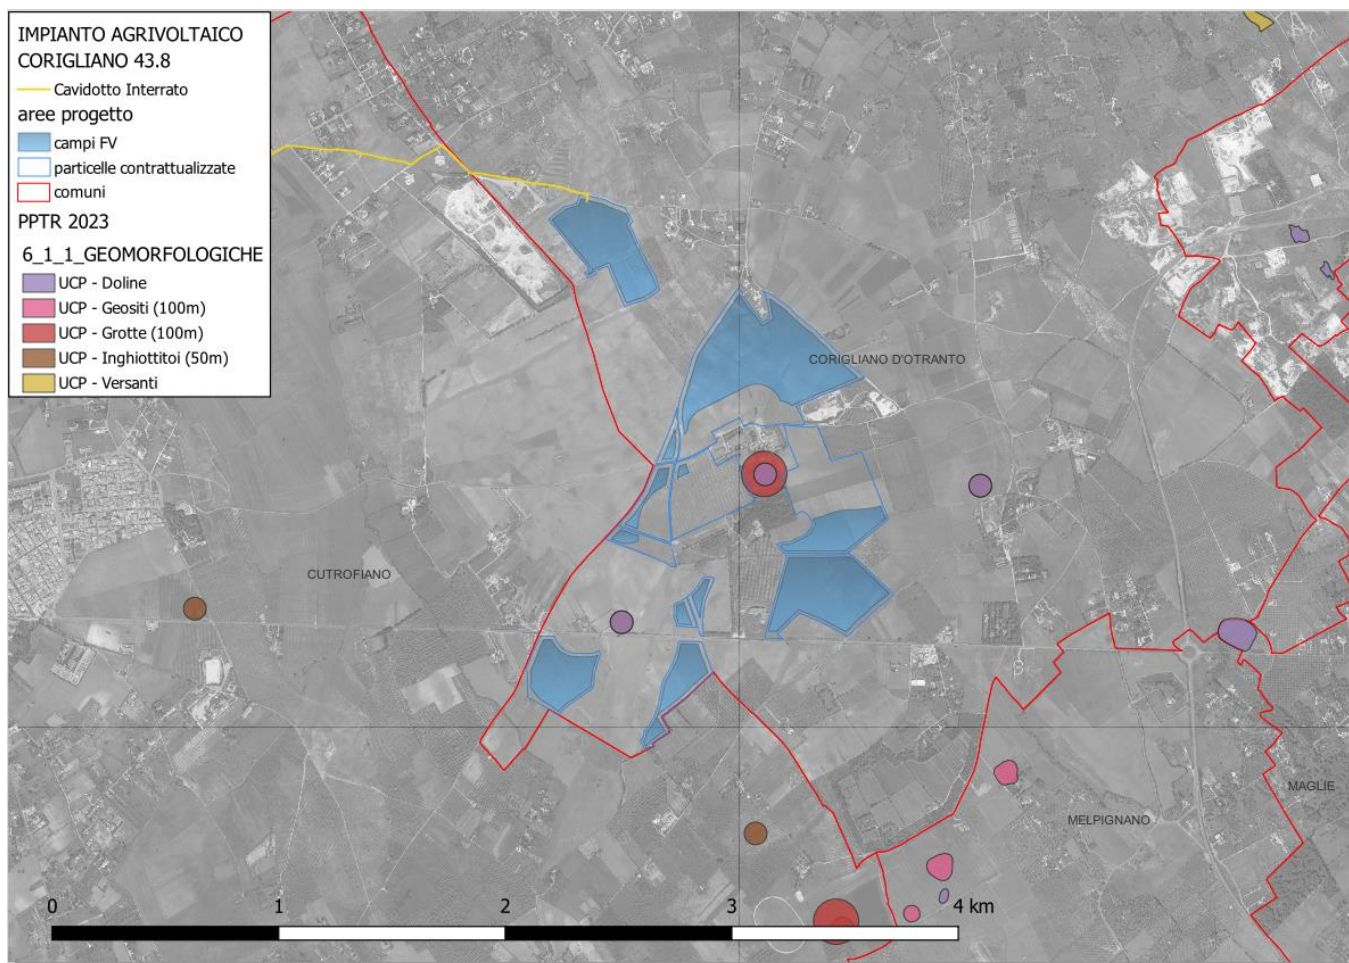 IMPIANTO AGRIVOLTAICO
CORIGLIANO 43.8
Cavidotto Interrato
aree progetto
campi FV
particelle contrattualizzate
comuni
PPTR 2023
6_1_1_GEOMORFOLOGICHE
UCP - Doline
UCP - Geositi (100m)
UCP - Grotte (100m)
UCP - Inghiottitoi (50m)
UCP - Versanti
CORIGLIANO D'OTRANTO
CUTROFIANO
MAGLIE
MELPIGNANO
0 1 2 3 4 km